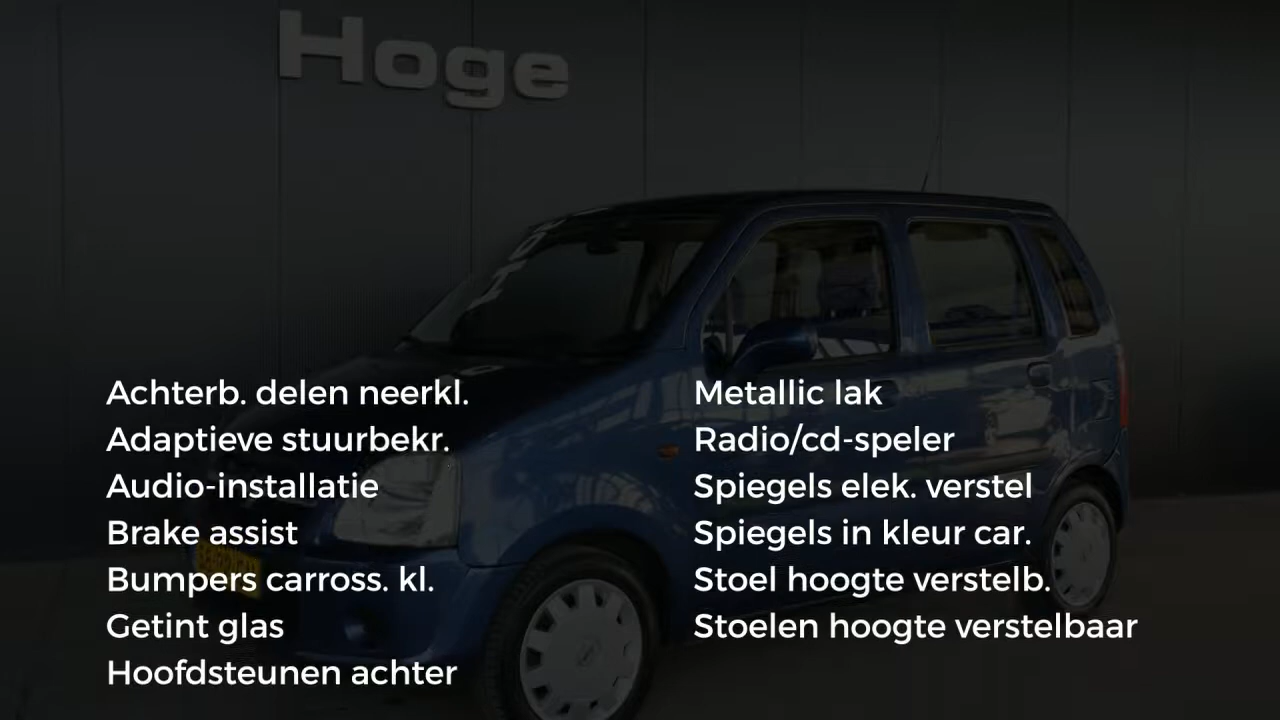 Hoge
Achterb. delen neerkl.
Adaptieve stuurbekr.
Audio-installatie
Brake assist
Bumpers carross. kl.
Getint glas
Hoofdsteunen achter
Metallic lak
Radio/cd-speler
Spiegels elek. verstel
Spiegels in kleur car.
Stoel hoogte verstelb.
Stoelen hoogte verstelbaar